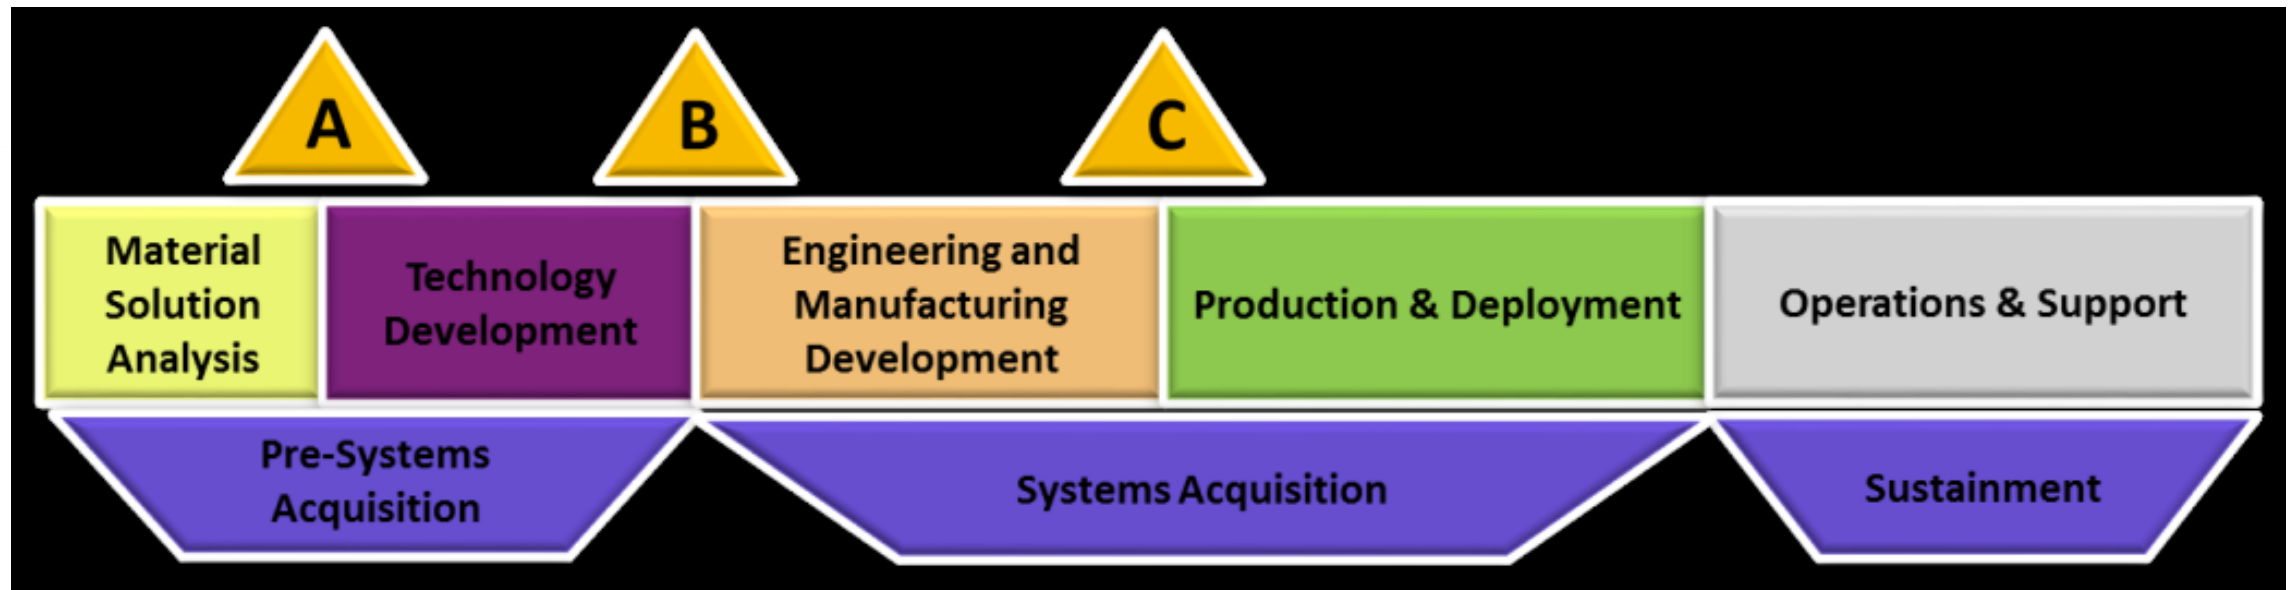 A
B
C
Material
Solution
Analysis
Technology
Development
Engineering and
Manufacturing
Development
Production & Deployment
Operations & Support
Pre-Systems
Acquisition
Systems Acquisition
Sustainment